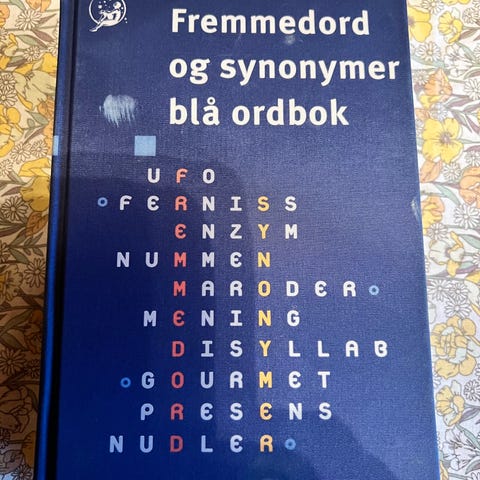 Fremmedord
og synonymer
blå ordbok
UFO
FERNISS
ENZYM
NUMMEN
MARODER
MENING
DISYLLAB
GOURMET
PRESENS
NUDLER